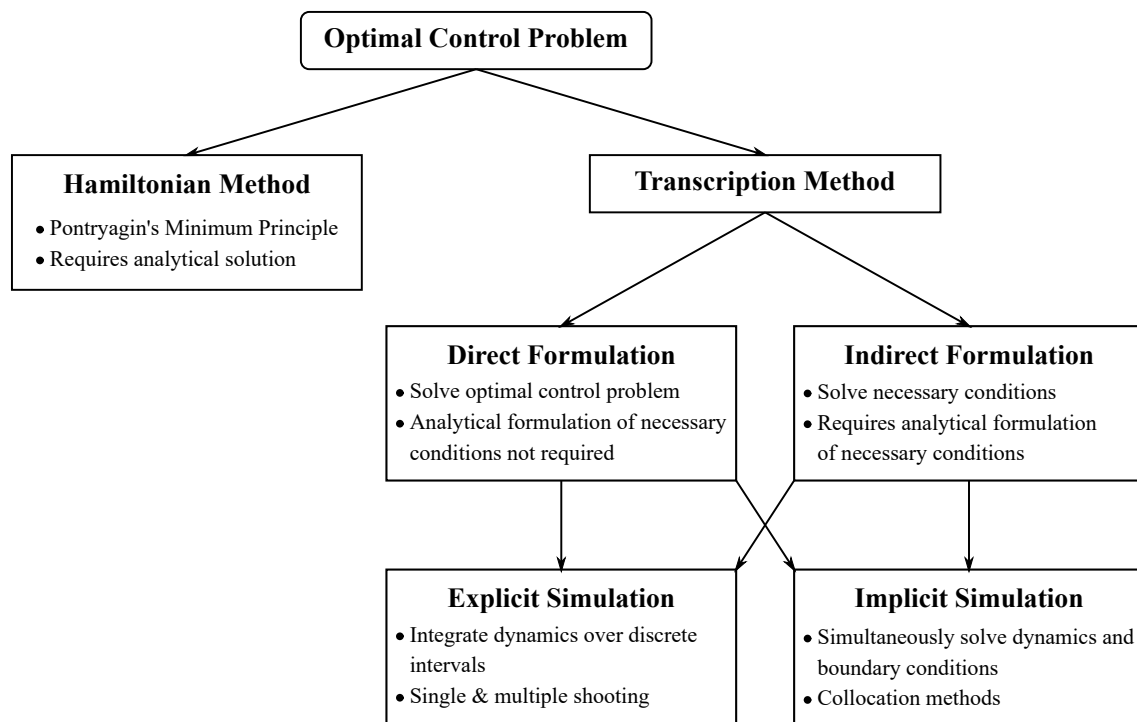 Optimal Control Problem
Hamiltonian Method
• Pontryagin's Minimum Principle
• Requires analytical solution
Transcription Method
Direct Formulation
• Solve optimal control problem
• Analytical formulation of necessary
conditions not required
Indirect Formulation
• Solve necessary conditions
• Requires analytical formulation
of necessary conditions
Explicit Simulation
• Integrate dynamics over discrete
intervals
• Single & multiple shooting
Implicit Simulation
• Simultaneously solve dynamics and
boundary conditions
• Collocation methods